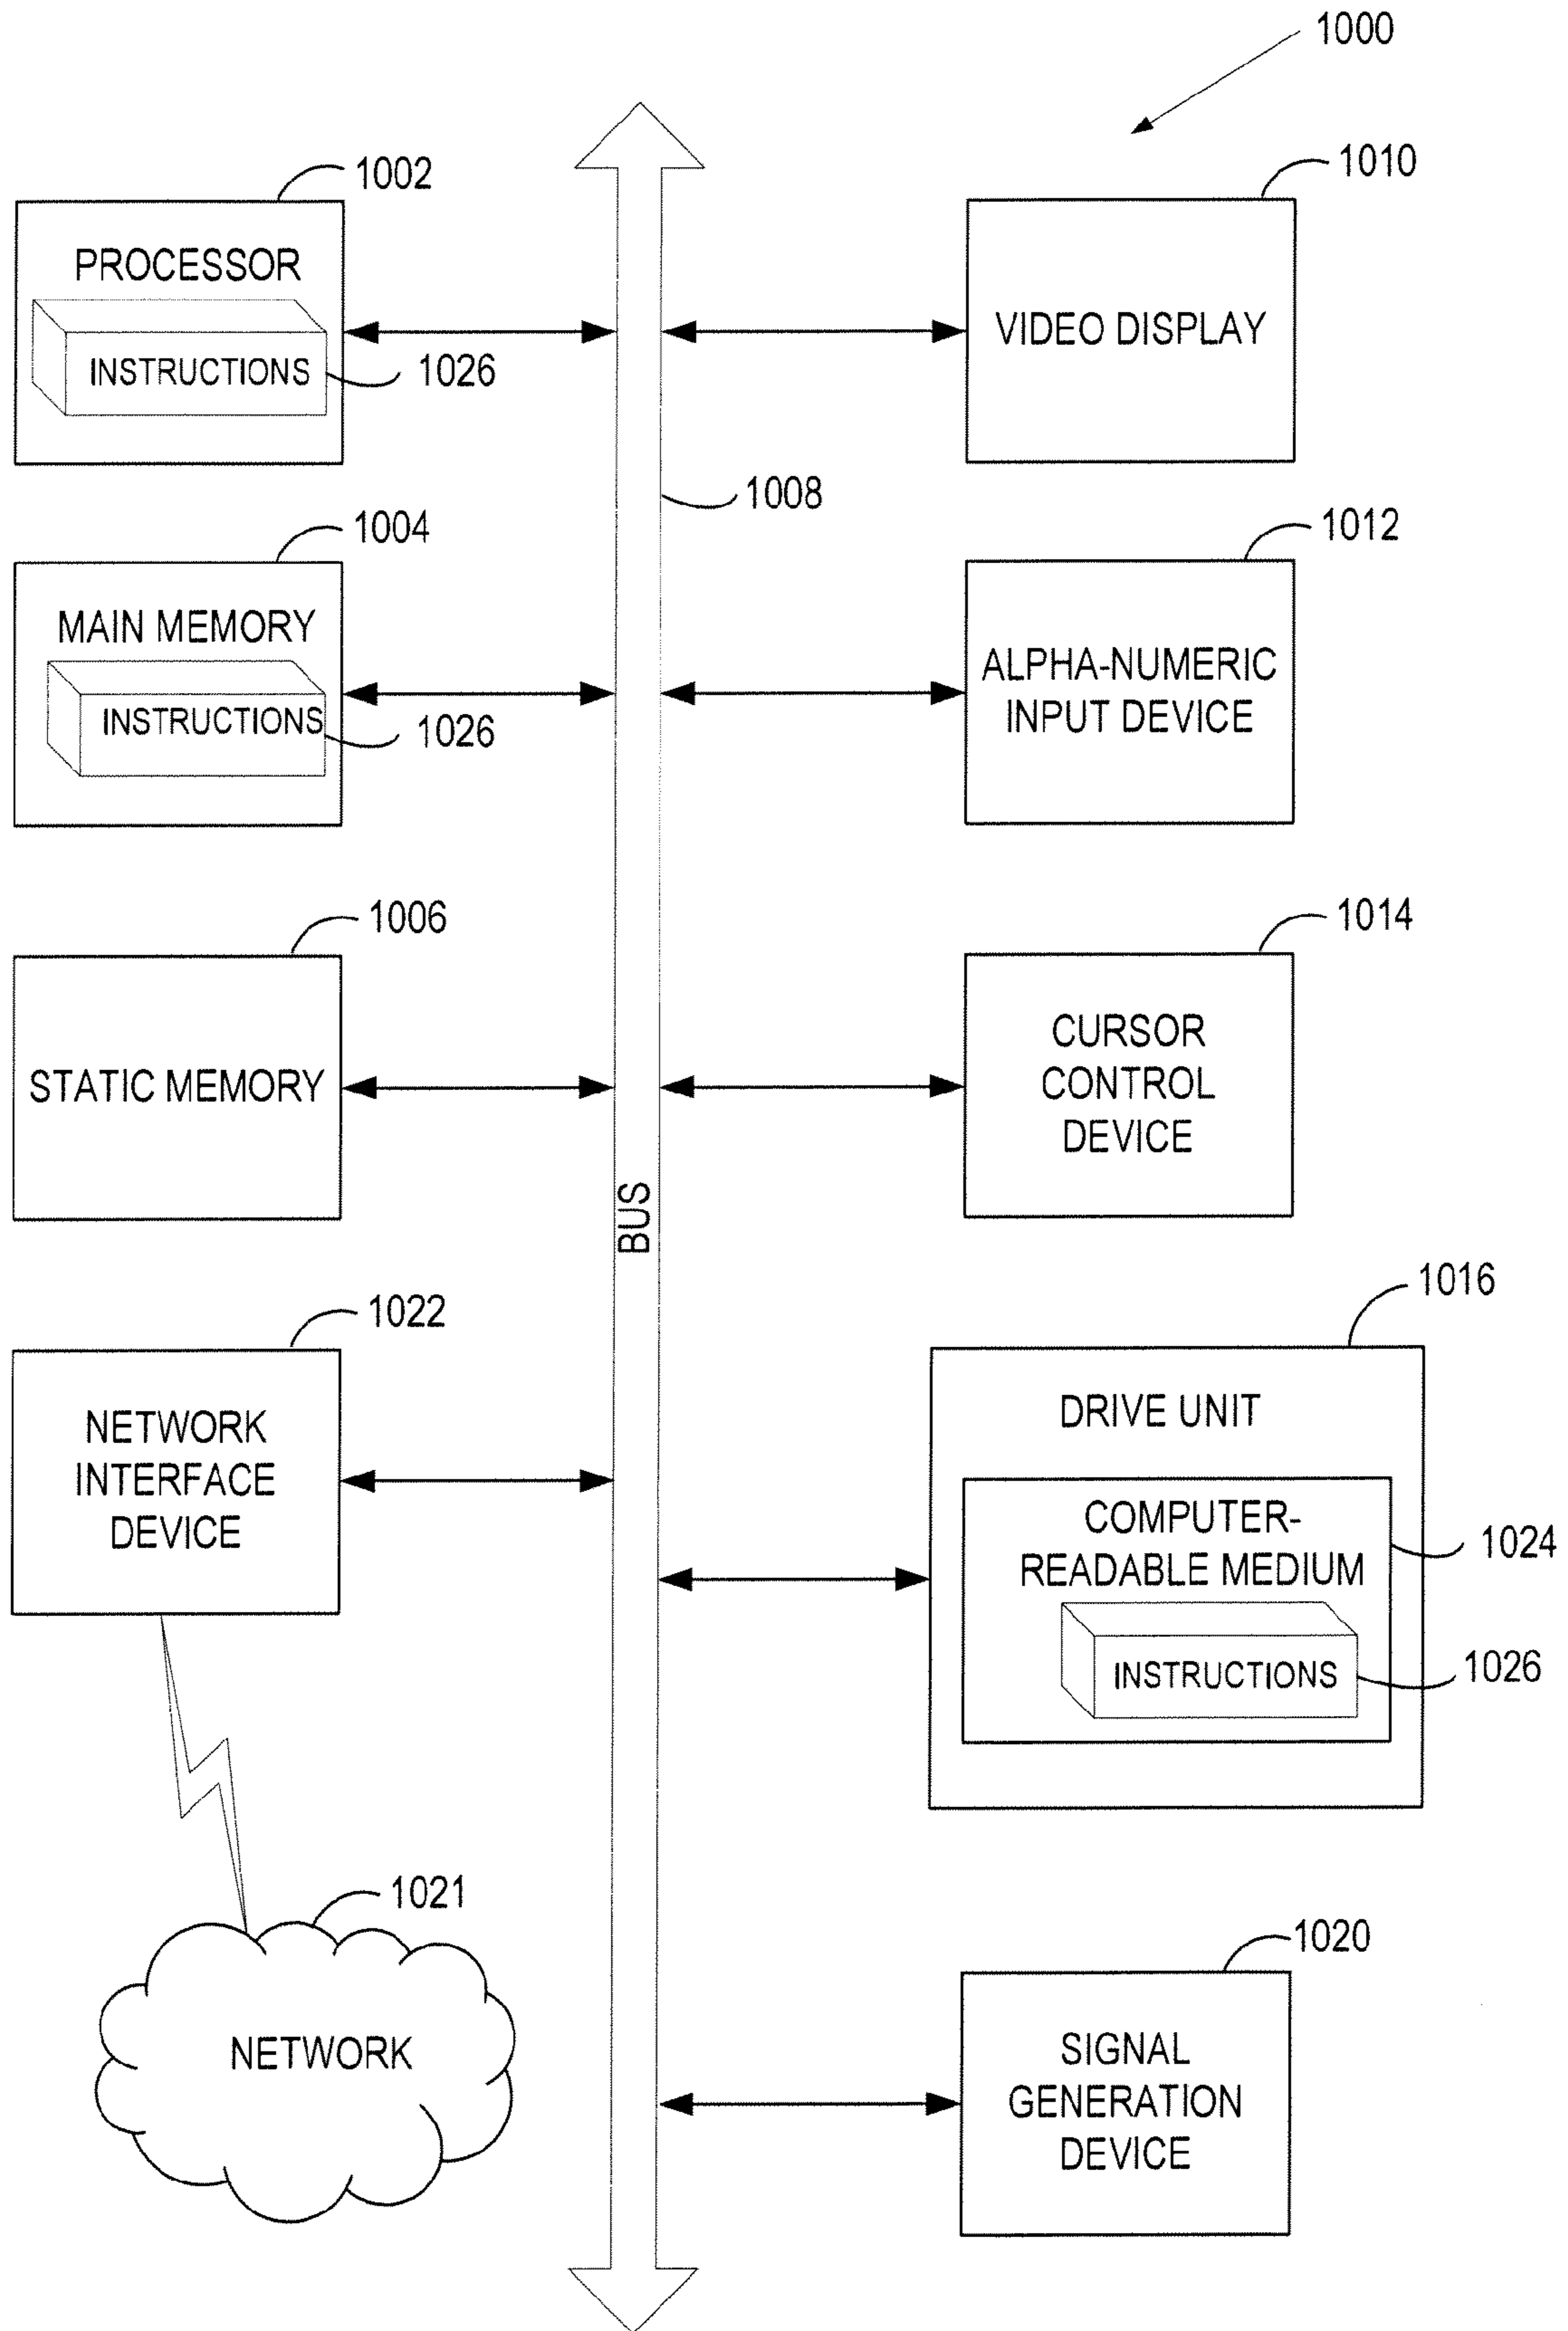 1000
1002
PROCESSOR
INSTRUCTIONS
1026
1010
VIDEO DISPLAY
1008
1004
MAIN MEMORY
INSTRUCTIONS
1026
1012
ALPHA-NUMERIC
INPUT DEVICE
1006
STATIC MEMORY
1014
CURSOR
CONTROL
DEVICE
BUS
1022
NETWORK
INTERFACE
DEVICE
1016
DRIVE UNIT
COMPUTER-
READABLE MEDIUM
1024
INSTRUCTIONS
1026
1021
NETWORK
1020
SIGNAL
GENERATION
DEVICE